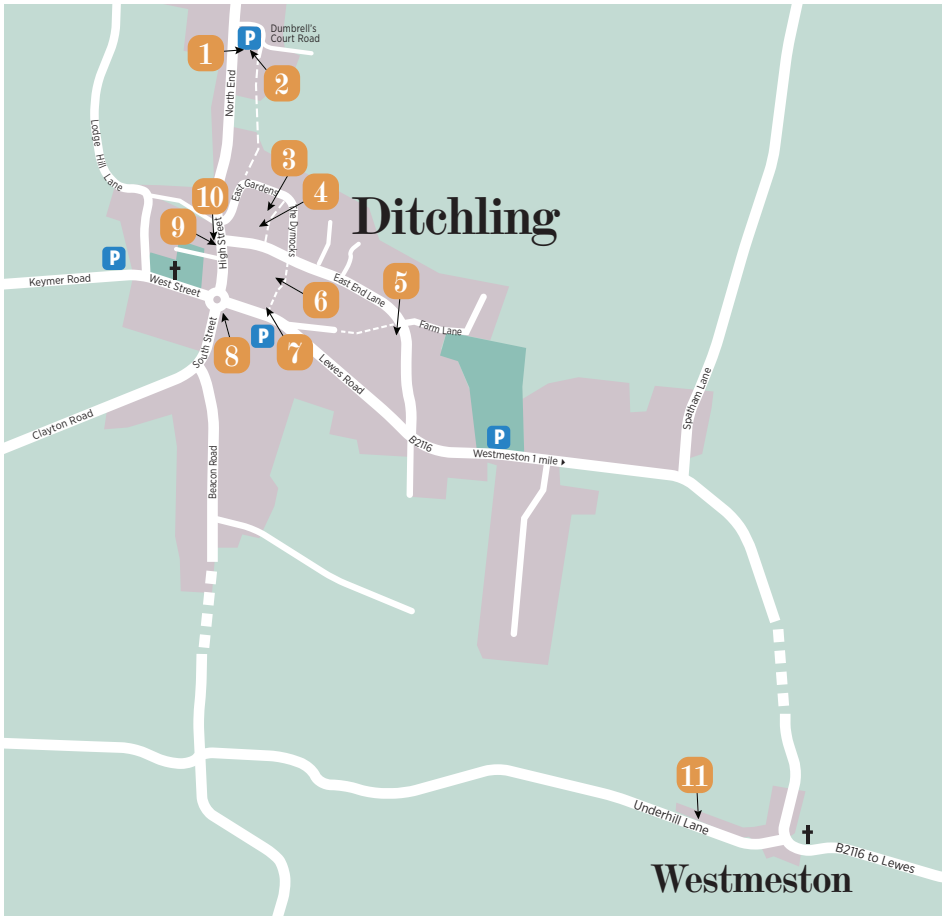 P
Dumbrell's
Court Road
1
2
North End
Lodge Hill Lane
3
East Gardens
4
10
The Dymocks
Ditchling
9
High Street
P
Keymer Road
West Street
East End Lane
5
6
Farm Lane
P
7
8
South Street
Lewes Road
Spatham Lane
Clayton Road
B2116
P
Westmeston 1 mile
Beacon Road
11
Underhill Lane
B2116 to Lewes
Westmeston